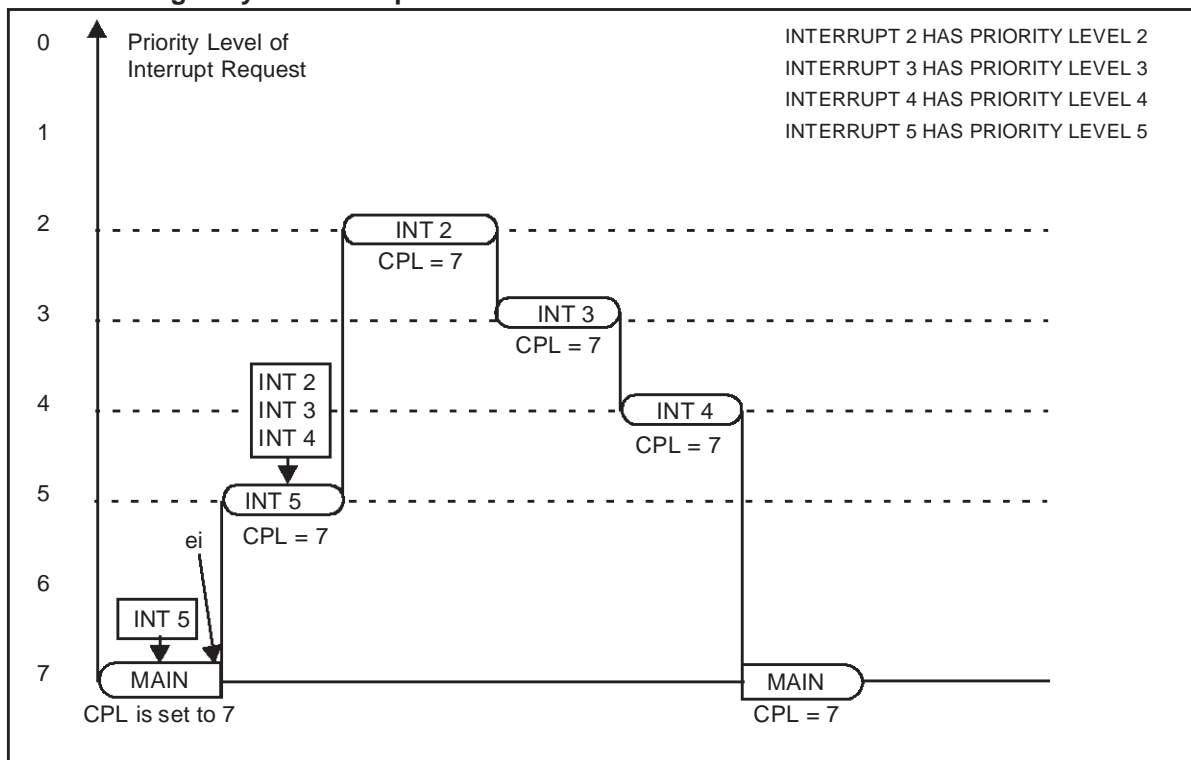 0
Priority Level of
Interrupt Request
INTERRUPT 2 HAS PRIORITY LEVEL 2
INTERRUPT 3 HAS PRIORITY LEVEL 3
INTERRUPT 4 HAS PRIORITY LEVEL 4
INTERRUPT 5 HAS PRIORITY LEVEL 5
1
2
INT 2
CPL = 7
3
INT 3
CPL = 7
INT 2
INT 3
INT 4
4
INT 4
CPL = 7
5
INT 5
CPL = 7
ei
6
INT 5
7
MAIN
CPL is set to 7
MAIN
CPL = 7